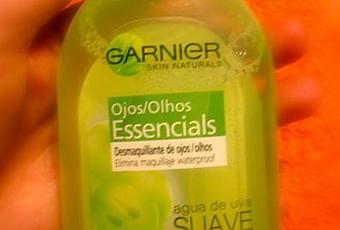 GARNIER
SKIN NATURALS
Ojos/Olhos
Essencials
Desmaquillante de ojos/olhos
Elimina maquillaje waterproof
agua de uva
SUAVE